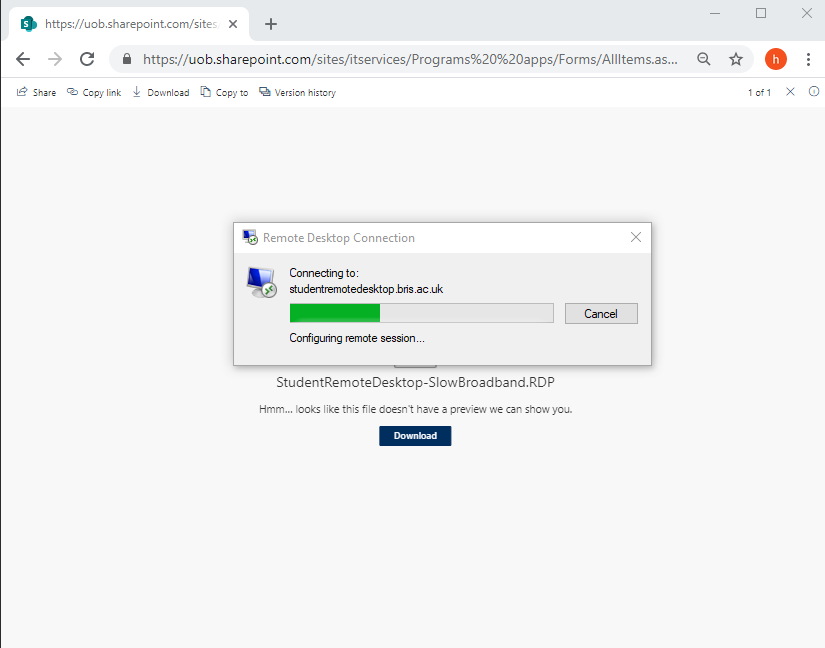 https://uob.sharepoint.com/sites
https://uob.sharepoint.com/sites/itservices/Programs%20%20apps/Forms/AllItems.as...
h
Share Copy link Download Copy to Version history 1 of 1
Remote Desktop Connection
Connecting to:
studentremotedesktop.bris.ac.uk
Cancel
Configuring remote session...
StudentRemoteDesktop-SlowBroadband.RDP
Hmm... looks like this file doesn't have a preview we can show you.
Download